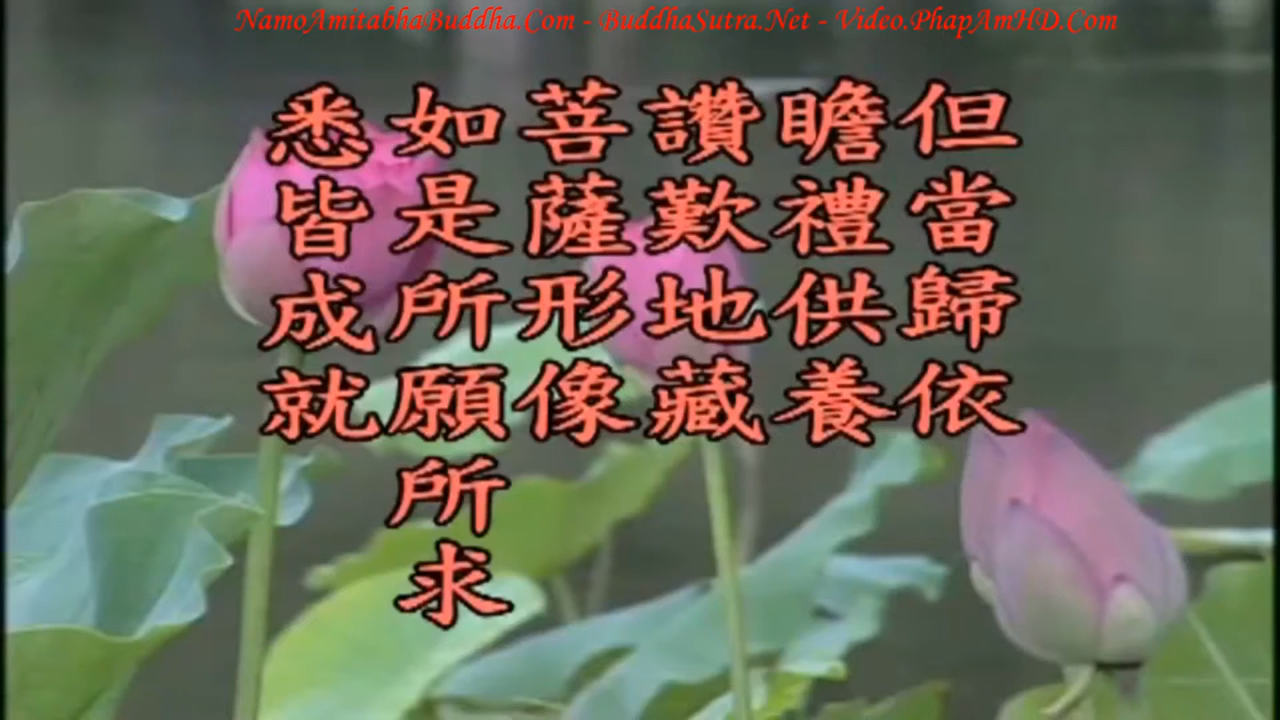 NamoAmitabhaBuddha.Com - BuddhaSutra.Net - Video.PhapAmHD.Com
但當歸依
瞻禮供養
讚歎地藏
菩薩形像
如是所願所求
悉皆成就